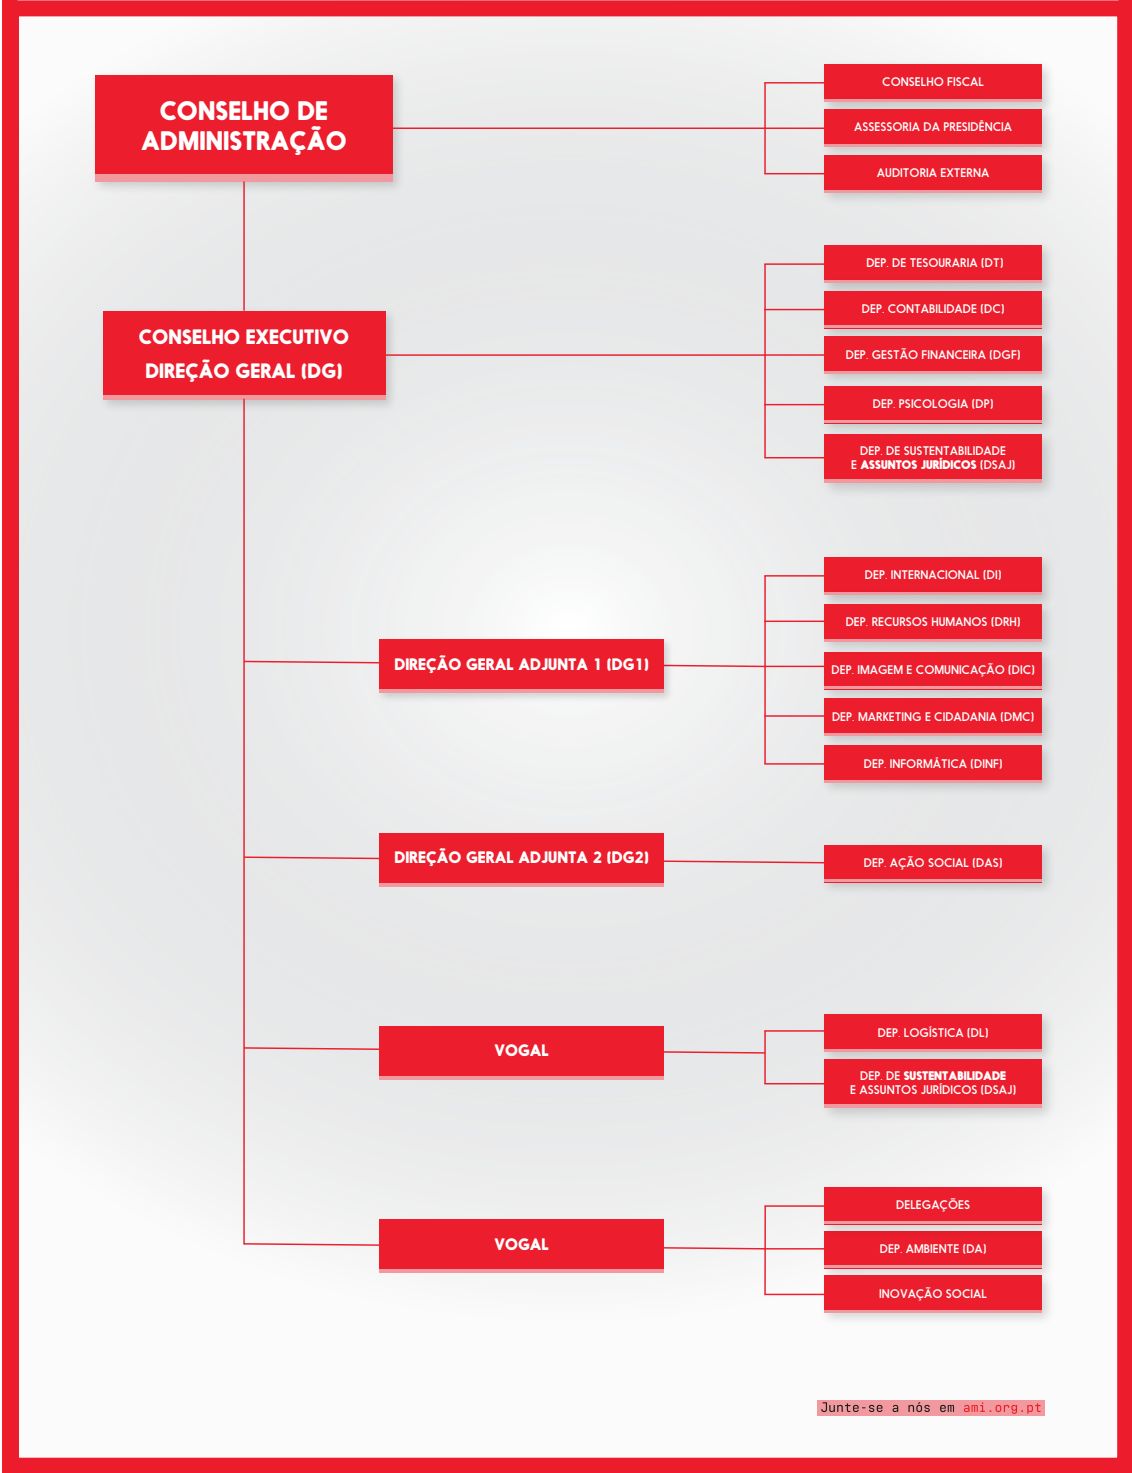 CONSELHO DE
ADMINISTRAÇÃO
CONSELHO FISCAL
ASSESSORIA DA PRESIDÊNCIA
AUDITORIA EXTERNA
CONSELHO EXECUTIVO
DIREÇÃO GERAL (DG)
DEP. DE TESOURARIA (DT)
DEP. CONTABILIDADE (DC)
DEP. GESTÃO FINANCEIRA (DGF)
DEP. PSICOLOGIA (DP)
DEP. DE SUSTENTABILIDADE
E ASSUNTOS JURÍDICOS (DSAJ)
DIREÇÃO GERAL ADJUNTA 1 (DG1)
DEP. INTERNACIONAL (DI)
DEP. RECURSOS HUMANOS (DRH)
DEP. IMAGEM E COMUNICAÇÃO (DIC)
DEP. MARKETING E CIDADANIA (DMC)
DEP. INFORMÁTICA (DINF)
DIREÇÃO GERAL ADJUNTA 2 (DG2)
DEP. AÇÃO SOCIAL (DAS)
VOGAL
DEP. LOGÍSTICA (DL)
DEP. DE SUSTENTABILIDADE
E ASSUNTOS JURÍDICOS (DSAJ)
VOGAL
DELEGAÇÕES
DEP. AMBIENTE (DA)
INOVAÇÃO SOCIAL
Junte-se a nós em ami.org.pt